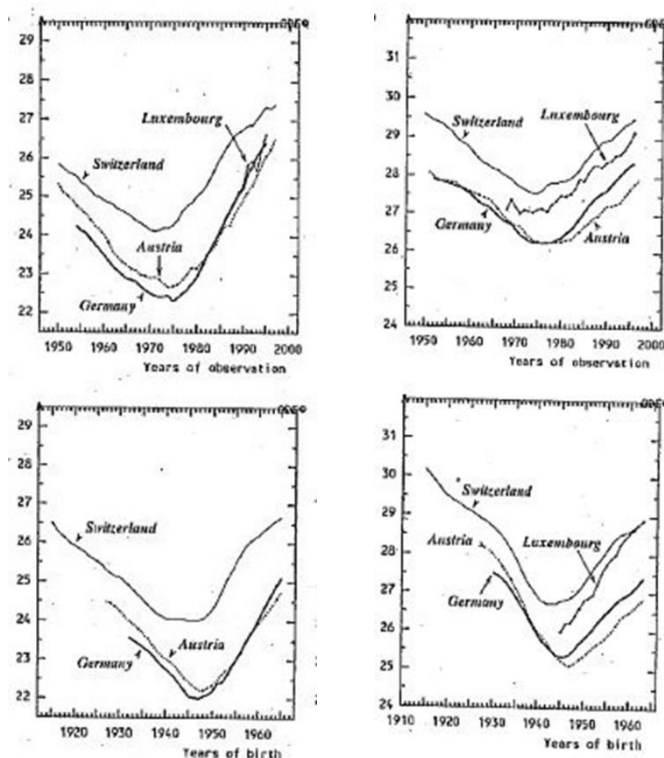 29
28
27
26
25
24
23
22
Luxembourg
Switzerland
Austria
Germany
1950 1960 1970 1980 1990 2000
Years of observation
31
30
29
28
27
26
25
24
Switzerland
Luxembourg
Germany
Austria
1950 1960 1970 1980 1990 2000
Years of observation
29
28
27
26
25
24
23
22
Switzerland
Austria
Germany
1920 1930 1940 1950 1960
Years of birth
31
30
29
28
27
26
25
24
Switzerland
Austria
Luxembourg
Germany
1910 1920 1930 1940 1950 1960
Years of birth